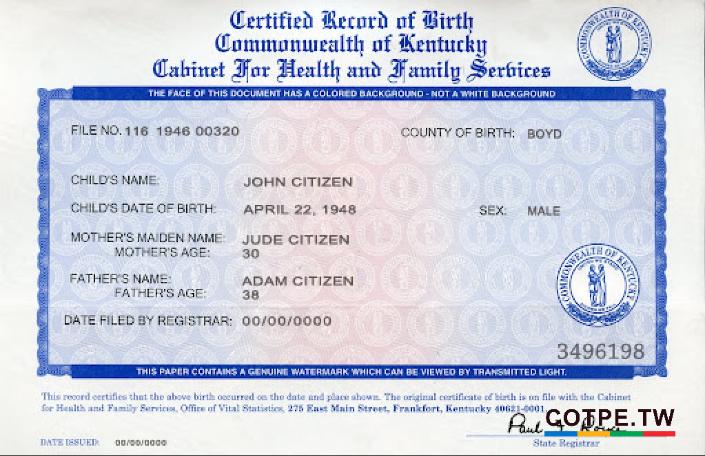 Certified Record of Birth
Commonwealth of Kentucky
Cabinet For Health and Family Services
COMMONWEALTH OF KENTUCKY
THE FACE OF THIS DOCUMENT HAS A COLORED BACKGROUND - NOT A WHITE BACKGROUND
FILE NO. 116 1946 00320 COUNTY OF BIRTH: BOYD
CHILD'S NAME: JOHN CITIZEN
CHILD'S DATE OF BIRTH: APRIL 22, 1948 SEX: MALE
MOTHER'S MAIDEN NAME: JUDE CITIZEN
MOTHER'S AGE: 30
FATHER'S NAME: ADAM CITIZEN
FATHER'S AGE: 38
COMMONWEALTH OF KENTUCKY
DATE FILED BY REGISTRAR: 00/00/0000
3496198
THIS PAPER CONTAINS A GENUINE WATERMARK WHICH CAN BE VIEWED BY TRANSMITTED LIGHT.
This record certifies that the above birth occurred on the date and place shown. The original certificate of birth is on file with the Cabinet
for Health and Family Services, Office of Vital Statistics, 275 East Main Street, Frankfort, Kentucky 40621-0001.
GOTPE.TW
Paul
State Registrar
DATE ISSUED: 00/00/0000